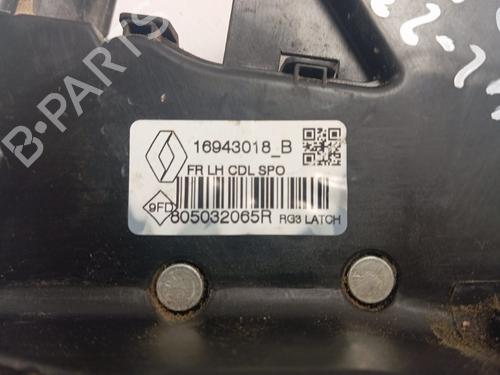 B-PARTS
16943018_B
FR LH CDL SPO
9FD
805032065R RG3 LATCH